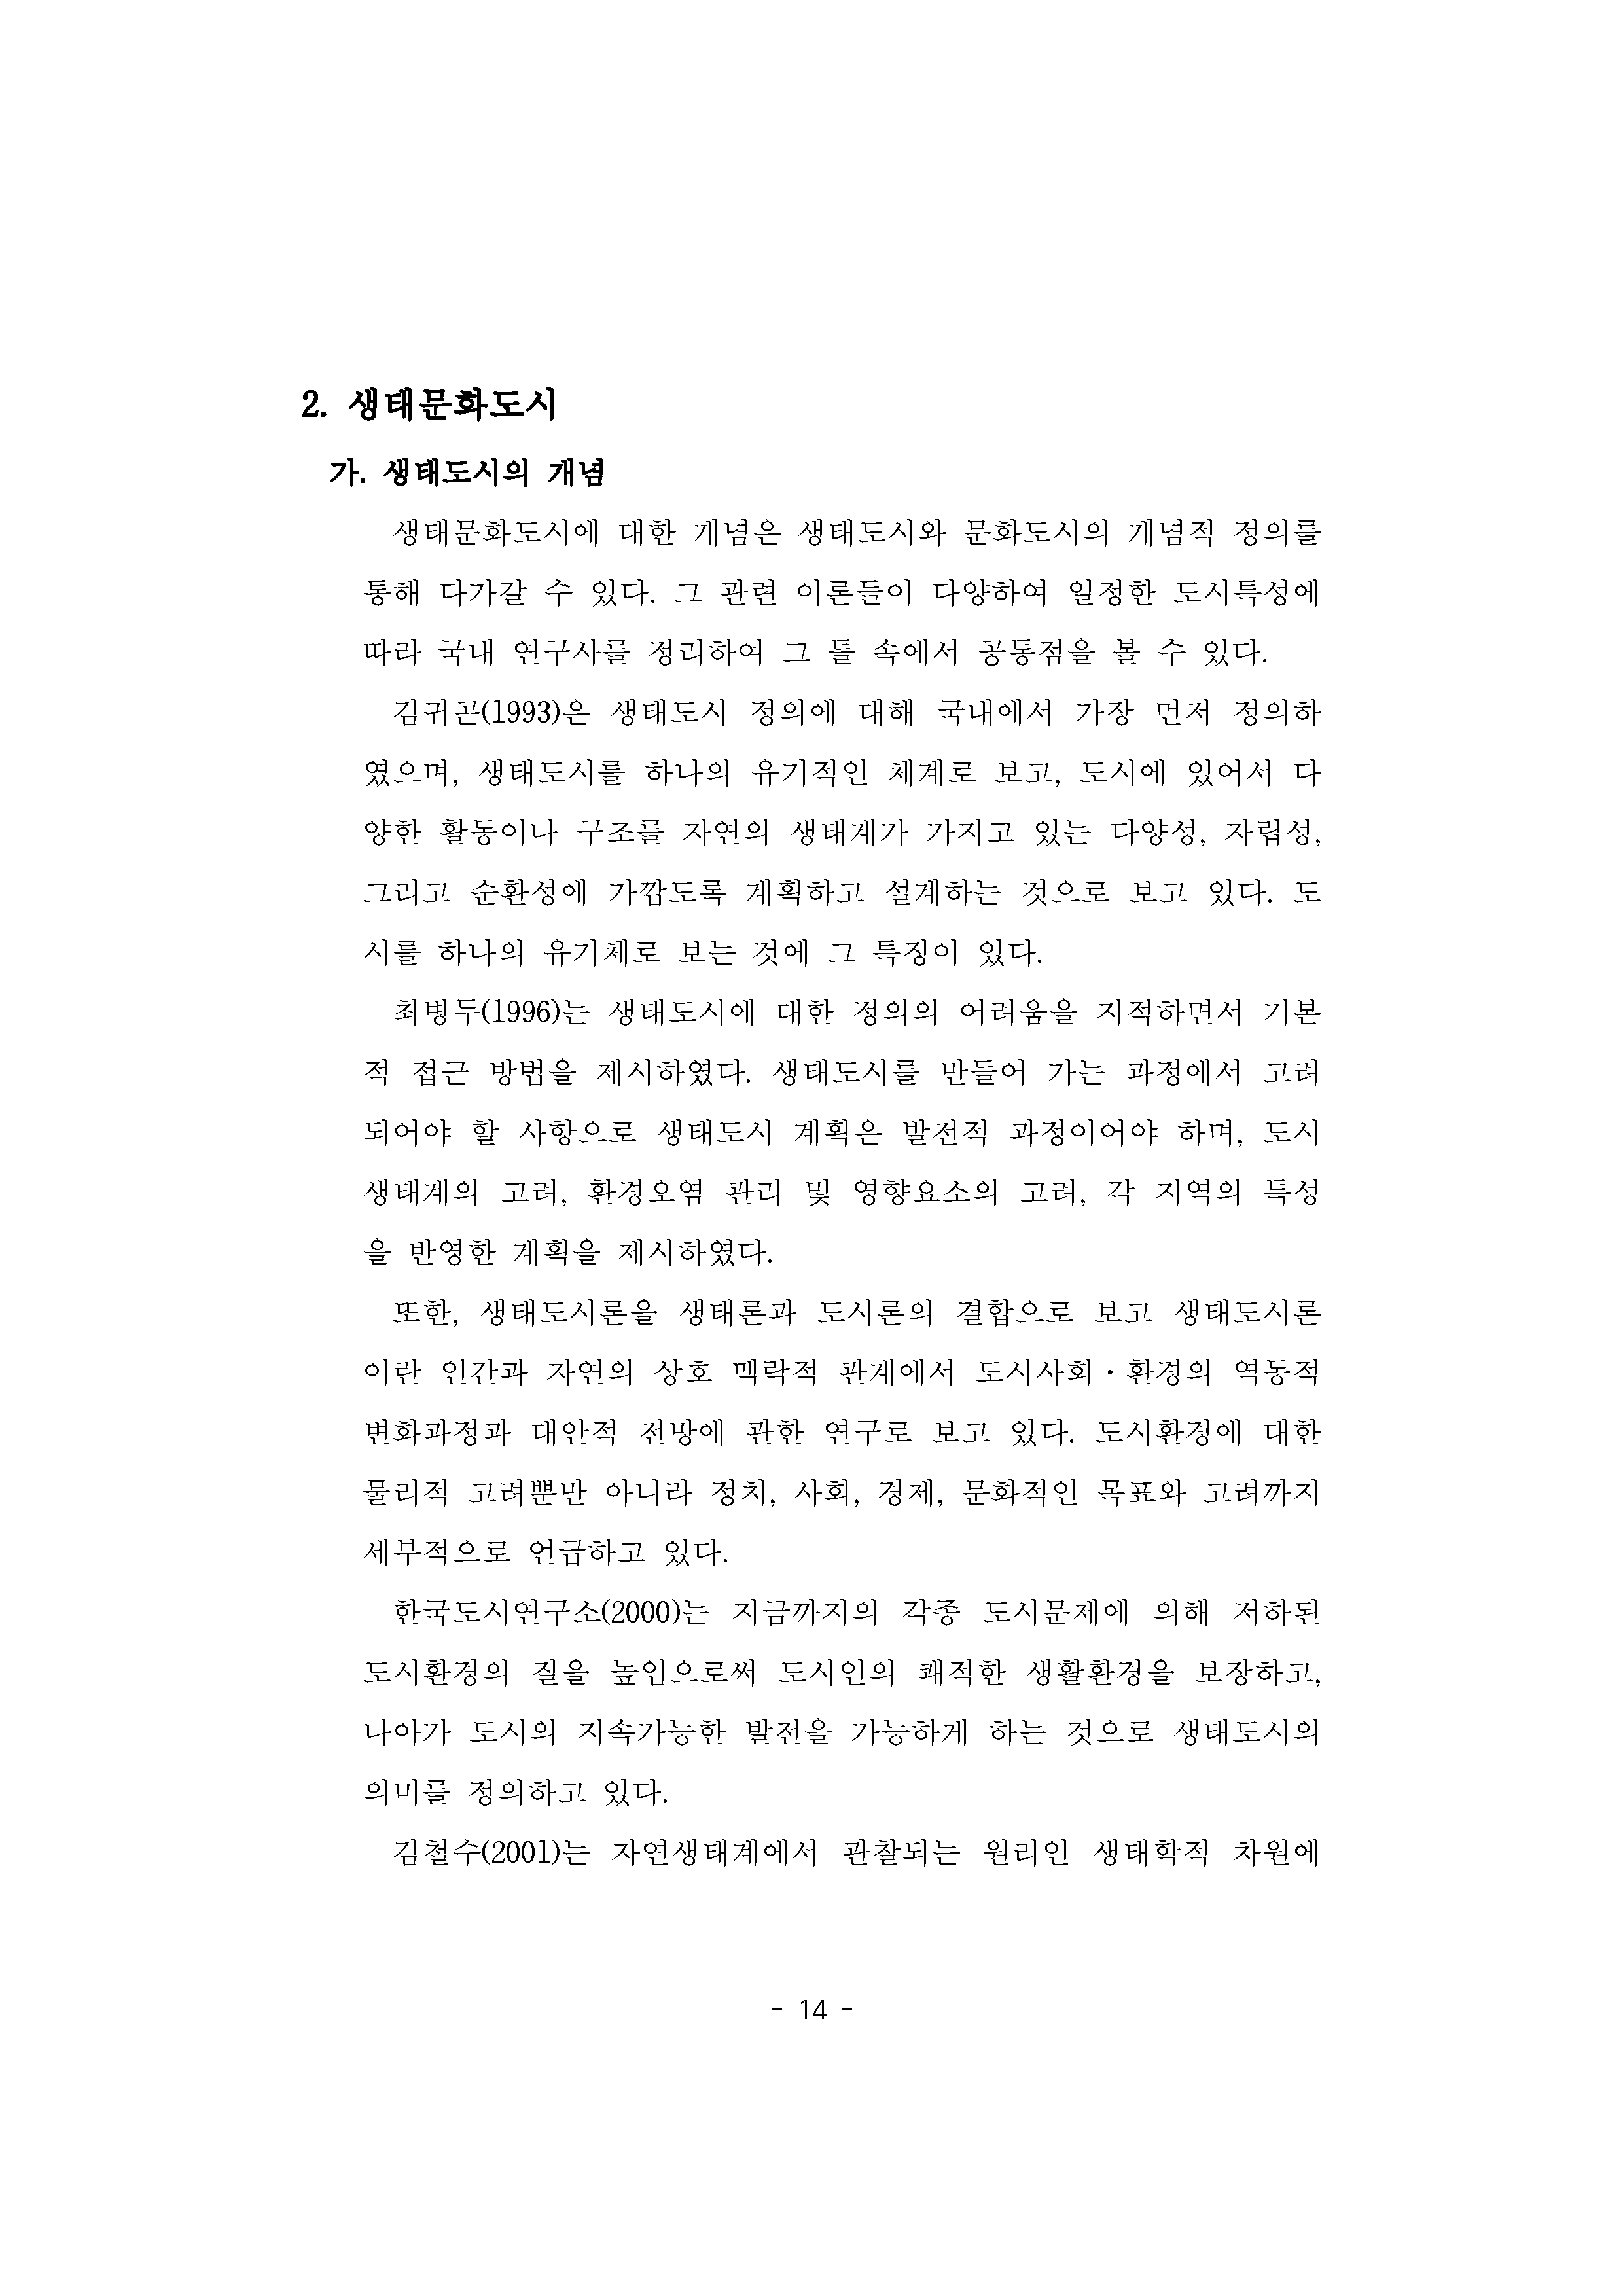 2. 생태문화도시
가. 생태도시의 개념
생태문화도시에 대한 개념은 생태도시와 문화도시의 개념적 정의를
통해 다가갈 수 있다. 그 관련 이론들이 다양하여 일정한 도시특성에
따라 국내 연구사를 정리하여 그 틀 속에서 공통점을 볼 수 있다.
김귀곤(1993)은 생태도시 정의에 대해 국내에서 가장 먼저 정의하
였으며, 생태도시를 하나의 유기적인 체계로 보고, 도시에 있어서 다
양한 활동이나 구조를 자연의 생태계가 가지고 있는 다양성, 자립성,
그리고 순환성에 가깝도록 계획하고 설계하는 것으로 보고 있다. 도
시를 하나의 유기체로 보는 것에 그 특징이 있다.
최병두(1996)는 생태도시에 대한 정의의 어려움을 지적하면서 기본
적 접근 방법을 제시하였다. 생태도시를 만들어 가는 과정에서 고려
되어야 할 사항으로 생태도시 계획은 발전적 과정이어야 하며, 도시
생태계의 고려, 환경오염 관리 및 영향요소의 고려, 각 지역의 특성
을 반영한 계획을 제시하였다.
또한, 생태도시론을 생태론과 도시론의 결합으로 보고 생태도시론
이란 인간과 자연의 상호 맥락적 관계에서 도시사회・환경의 역동적
변화과정과 대안적 전망에 관한 연구로 보고 있다. 도시환경에 대한
물리적 고려뿐만 아니라 정치, 사회, 경제, 문화적인 목표와 고려까지
세부적으로 언급하고 있다.
한국도시연구소(2000)는 지금까지의 각종 도시문제에 의해 저하된
도시환경의 질을 높임으로써 도시인의 쾌적한 생활환경을 보장하고,
나아가 도시의 지속가능한 발전을 가능하게 하는 것으로 생태도시의
의미를 정의하고 있다.
김철수(2001)는 자연생태계에서 관찰되는 원리인 생태학적 차원에
- 14 -